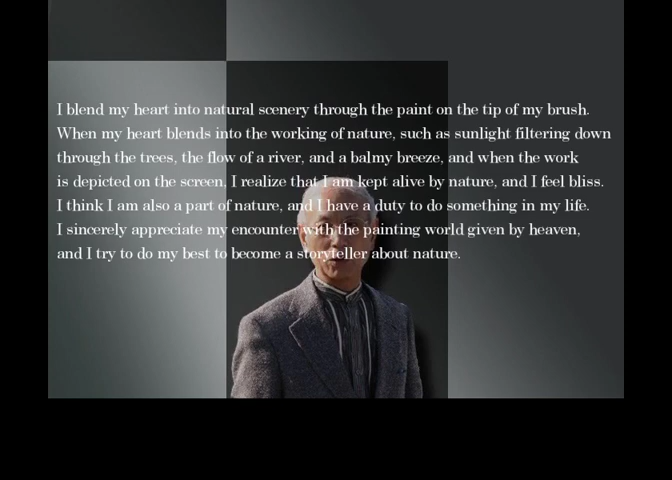 I blend my heart into natural scenery through the paint on the tip of my brush.
When my heart blends into the working of nature, such as sunlight filtering down
through the trees, the flow of a river, and a balmy breeze, and when the work
is depicted on the screen, I realize that I am kept alive by nature, and I feel bliss.
I think I am also a part of nature, and I have a duty to do something in my life.
I sincerely appreciate my encounter with the painting world given by heaven,
and I try to do my best to become a storyteller about nature.